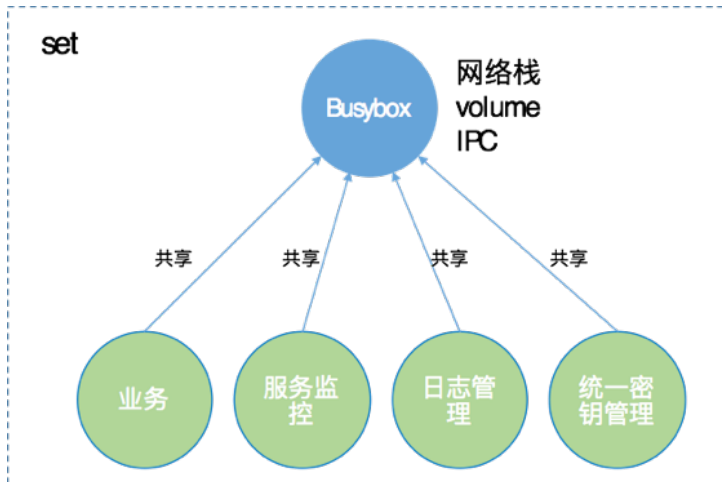 set
Busybox
网络栈
volume
IPC
共享
共享
共享
共享
业务
服务监
控
日志管
理
统一密
钥管理